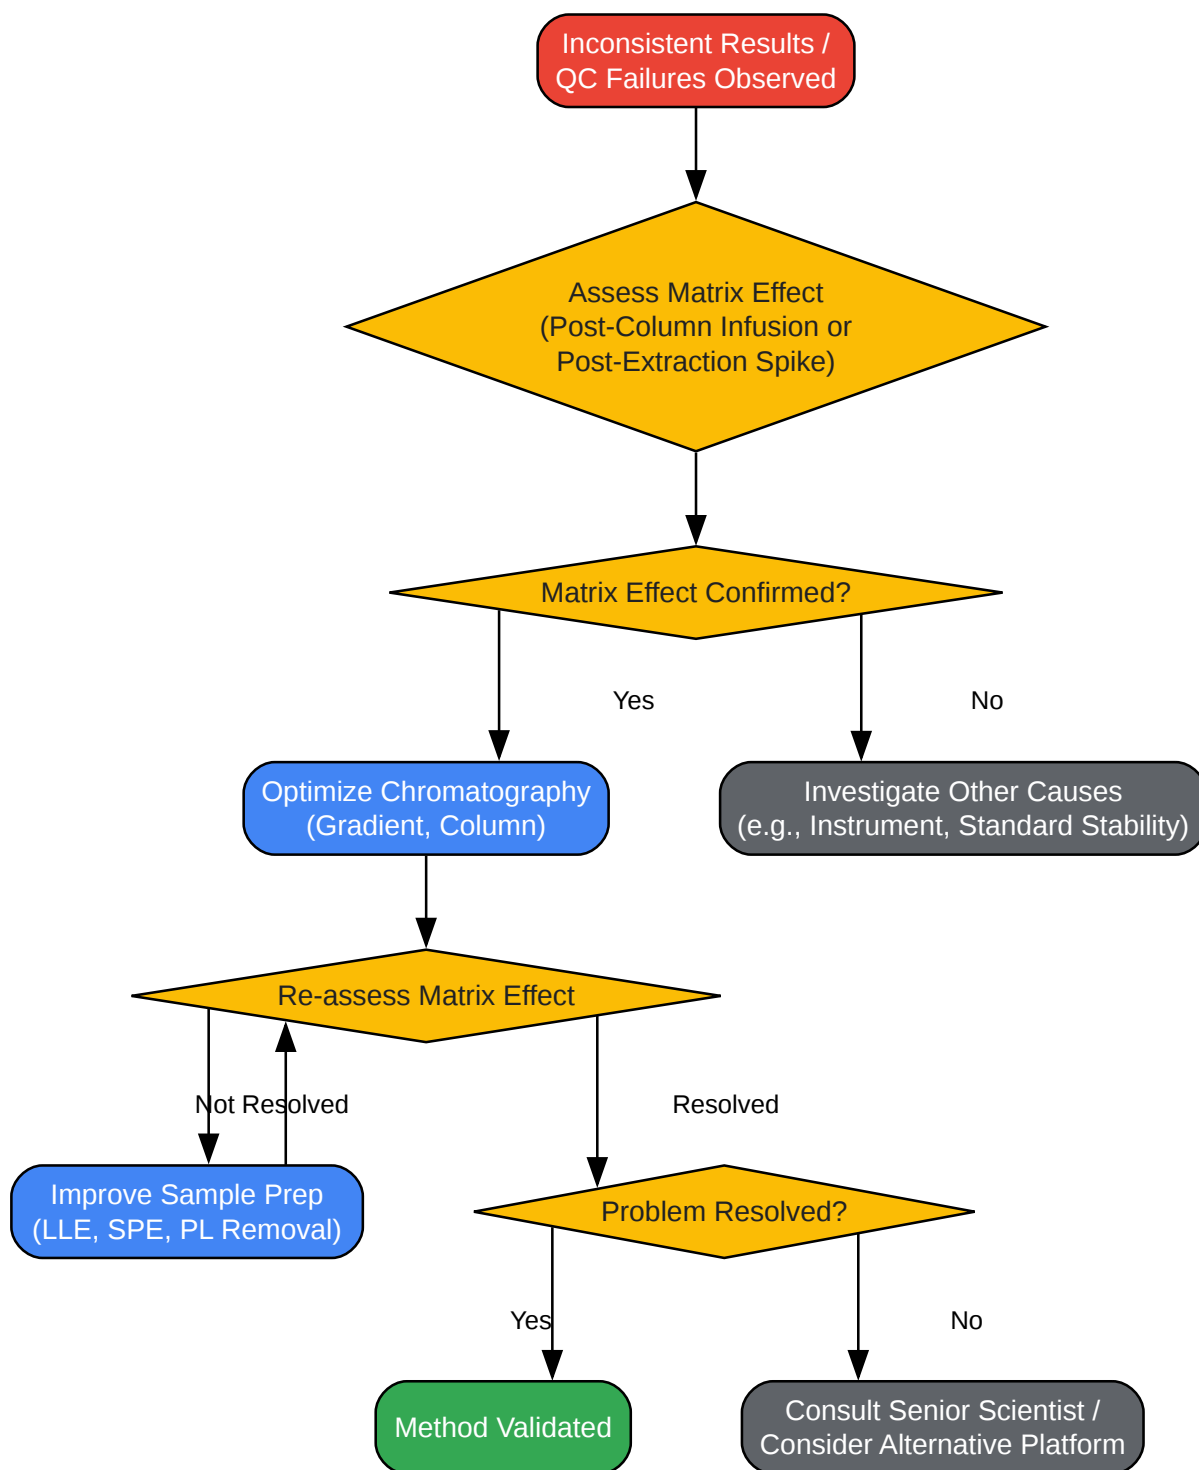 Inconsistent Results /
QC Failures Observed
Assess Matrix Effect
(Post-Column Infusion or
Post-Extraction Spike)
Matrix Effect Confirmed?
Yes
No
Optimize Chromatography
(Gradient, Column)
Investigate Other Causes
(e.g., Instrument, Standard Stability)
Re-assess Matrix Effect
Not Resolved
Resolved
Improve Sample Prep
(LLE, SPE, PL Removal)
Problem Resolved?
Yes
No
Method Validated
Consult Senior Scientist /
Consider Alternative Platform